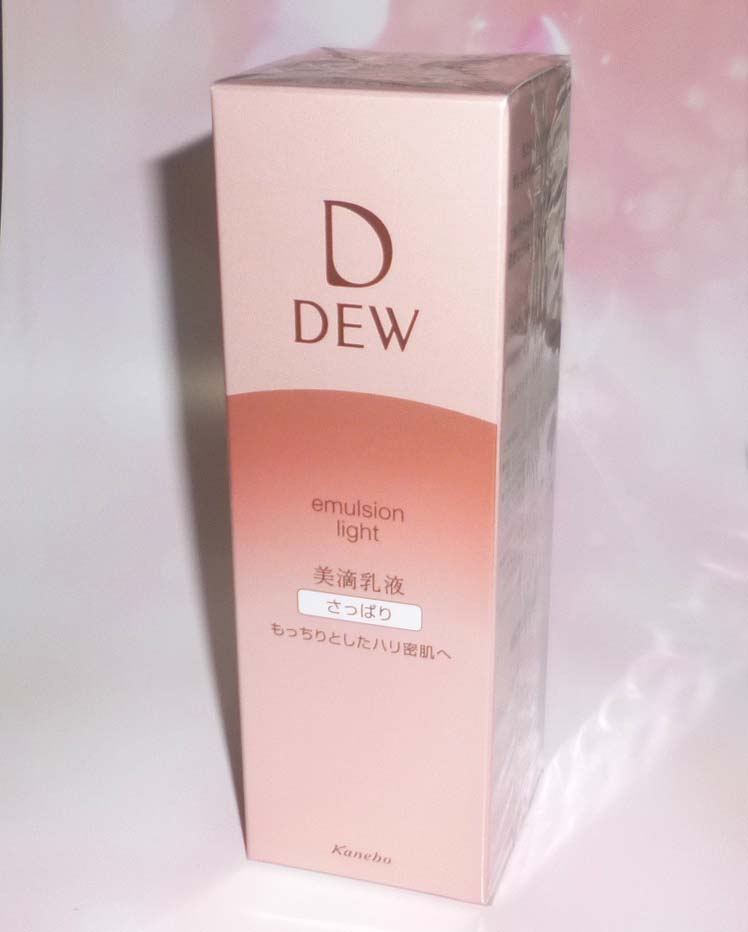 D
DEW
emulsion
light
美滴乳液
さっぱり
もっちりとしたハリ密肌へ
Kanebo